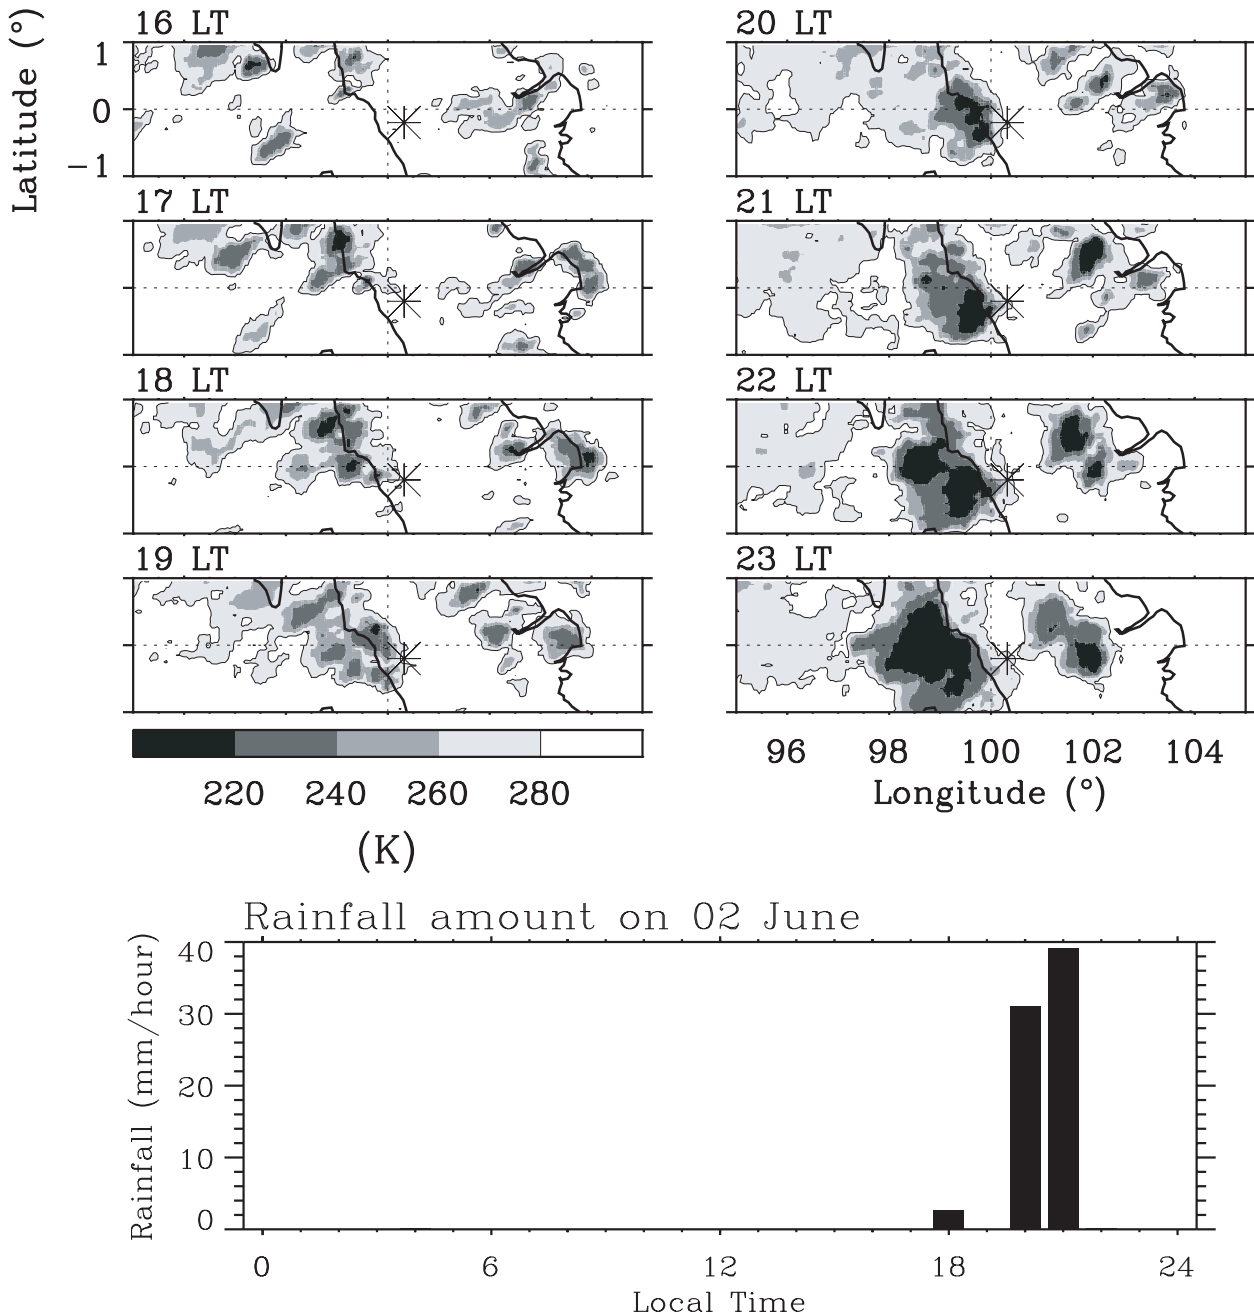 16 LT
20 LT
Latitude (°)
1
0
−1
17 LT
21 LT
18 LT
22 LT
19 LT
23 LT
220 240 260 280
(K)
96 98 100 102 104
Longitude (°)
Rainfall amount on 02 June
Rainfall (mm/hour)
40
30
20
10
0
0 6 12 18 24
Local Time